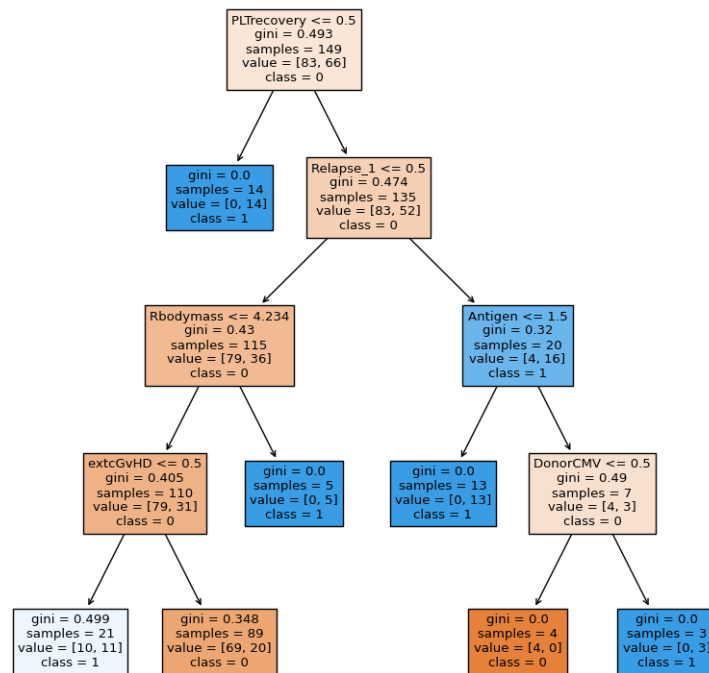 PLTrecovery <= 0.5
gini = 0.493
samples = 149
value = [83, 66]
class = 0
gini = 0.0
samples = 14
value = [0, 14]
class = 1
Relapse_1 <= 0.5
gini = 0.474
samples = 135
value = [83, 52]
class = 0
Rbodymass <= 4.234
gini = 0.43
samples = 115
value = [79, 36]
class = 0
Antigen <= 1.5
gini = 0.32
samples = 20
value = [4, 16]
class = 1
extcGvHD <= 0.5
gini = 0.405
samples = 110
value = [79, 31]
class = 0
gini = 0.0
samples = 5
value = [0, 5]
class = 1
gini = 0.0
samples = 13
value = [0, 13]
class = 1
DonorCMV <= 0.5
gini = 0.49
samples = 7
value = [4, 3]
class = 0
gini = 0.499
samples = 21
value = [10, 11]
class = 1
gini = 0.348
samples = 89
value = [69, 20]
class = 0
gini = 0.0
samples = 4
value = [4, 0]
class = 0
gini = 0.0
samples = 3
value = [0, 3]
class = 1